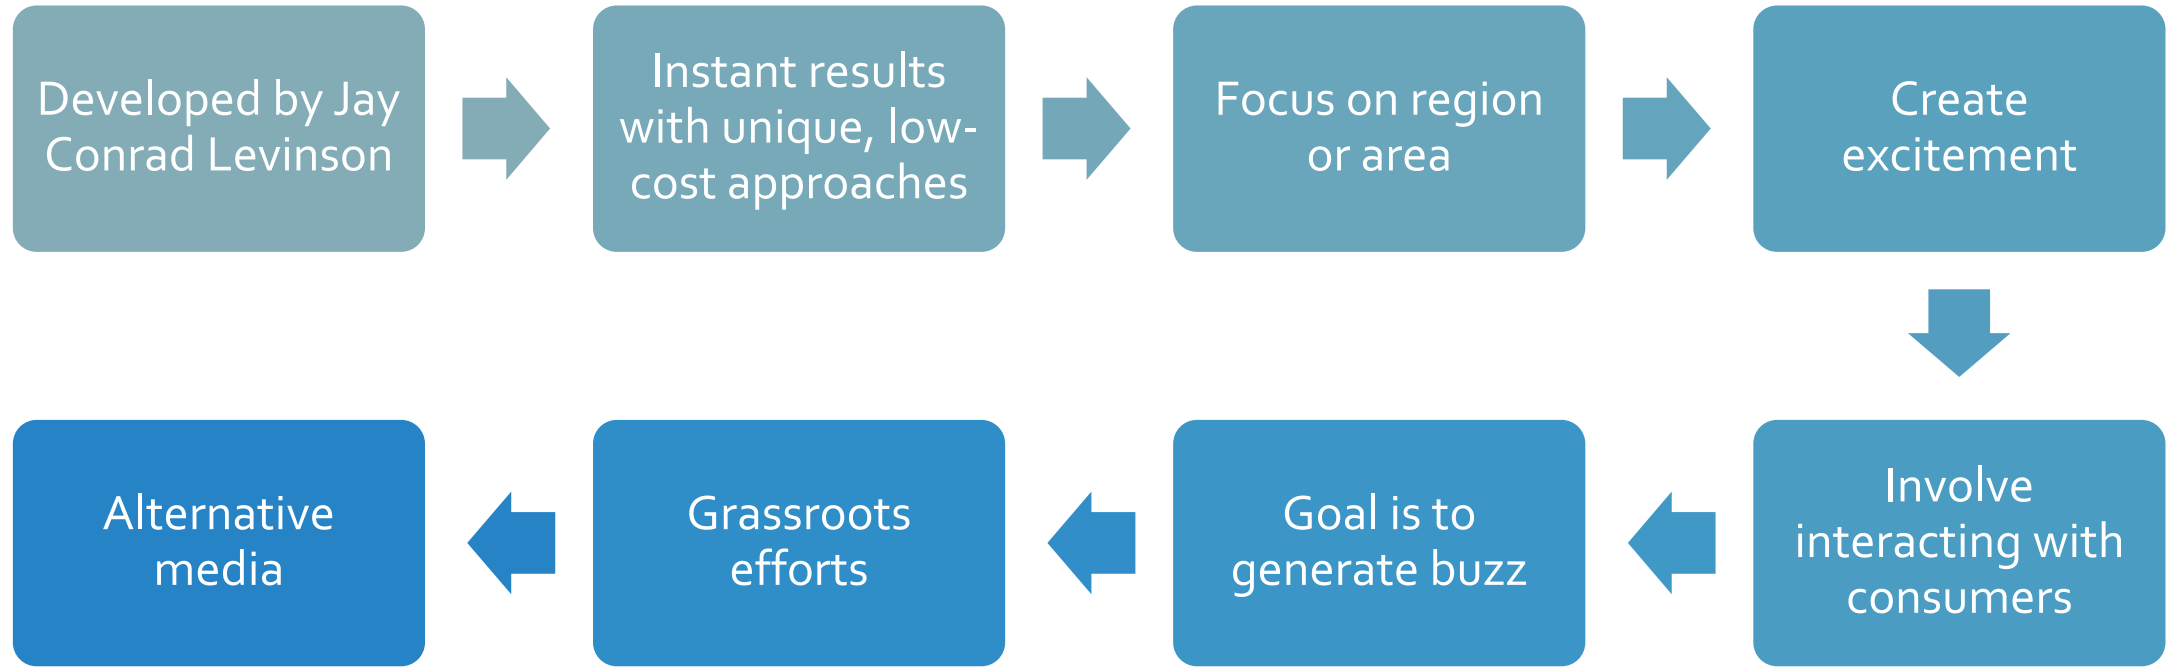 Developed by Jay
Conrad Levinson
Instant results
with unique, low-
cost approaches
Focus on region
or area
Create
excitement
Involve
interacting with
consumers
Goal is to
generate buzz
Grassroots
efforts
Alternative
media